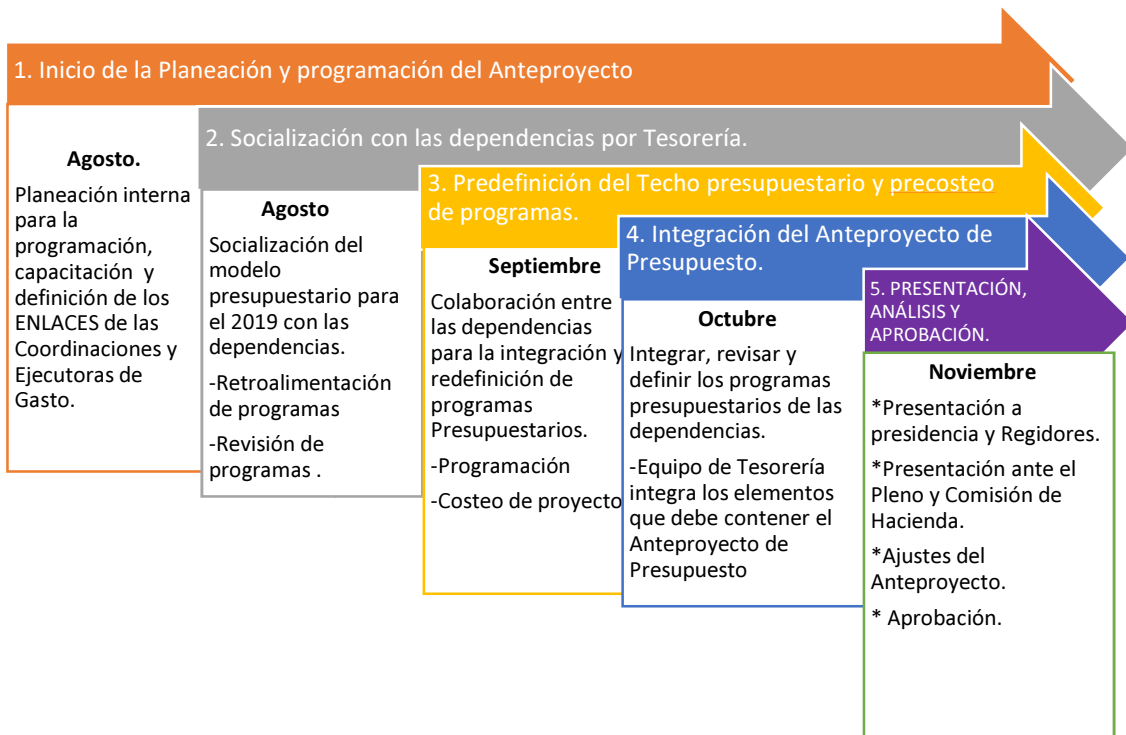 1. Inicio de la Planeación y programación del Anteproyecto
Agosto.
Planeación interna
para la
programación,
capacitación y
definición de los
ENLACES de las
Coordinaciones y
Ejecutoras de
Gasto.
2. Socialización con las dependencias por Tesorería.
Agosto
Socialización del
modelo
presupuestario para
el 2019 con las
dependencias.
-Retroalimentación
de programas
-Revisión de
programas .
3. Predefinición del Techo presupuestario y precosteo
de programas.
Septiembre
Colaboración entre
las dependencias
para la integración y
redefinición de
programas
Presupuestarios.
-Programación
-Costeo de proyecto
4. Integración del Anteproyecto de
Presupuesto.
Octubre
Integrar, revisar y
definir los programas
presupuestarios de las
dependencias.
-Equipo de Tesorería
integra los elementos
que debe contener el
Anteproyecto de
Presupuesto
5. PRESENTACIÓN,
ANÁLISIS Y
APROBACIÓN.
Noviembre
*Presentación a
presidencia y Regidores.
*Presentación ante el
Pleno y Comisión de
Hacienda.
*Ajustes del
Anteproyecto.
* Aprobación.